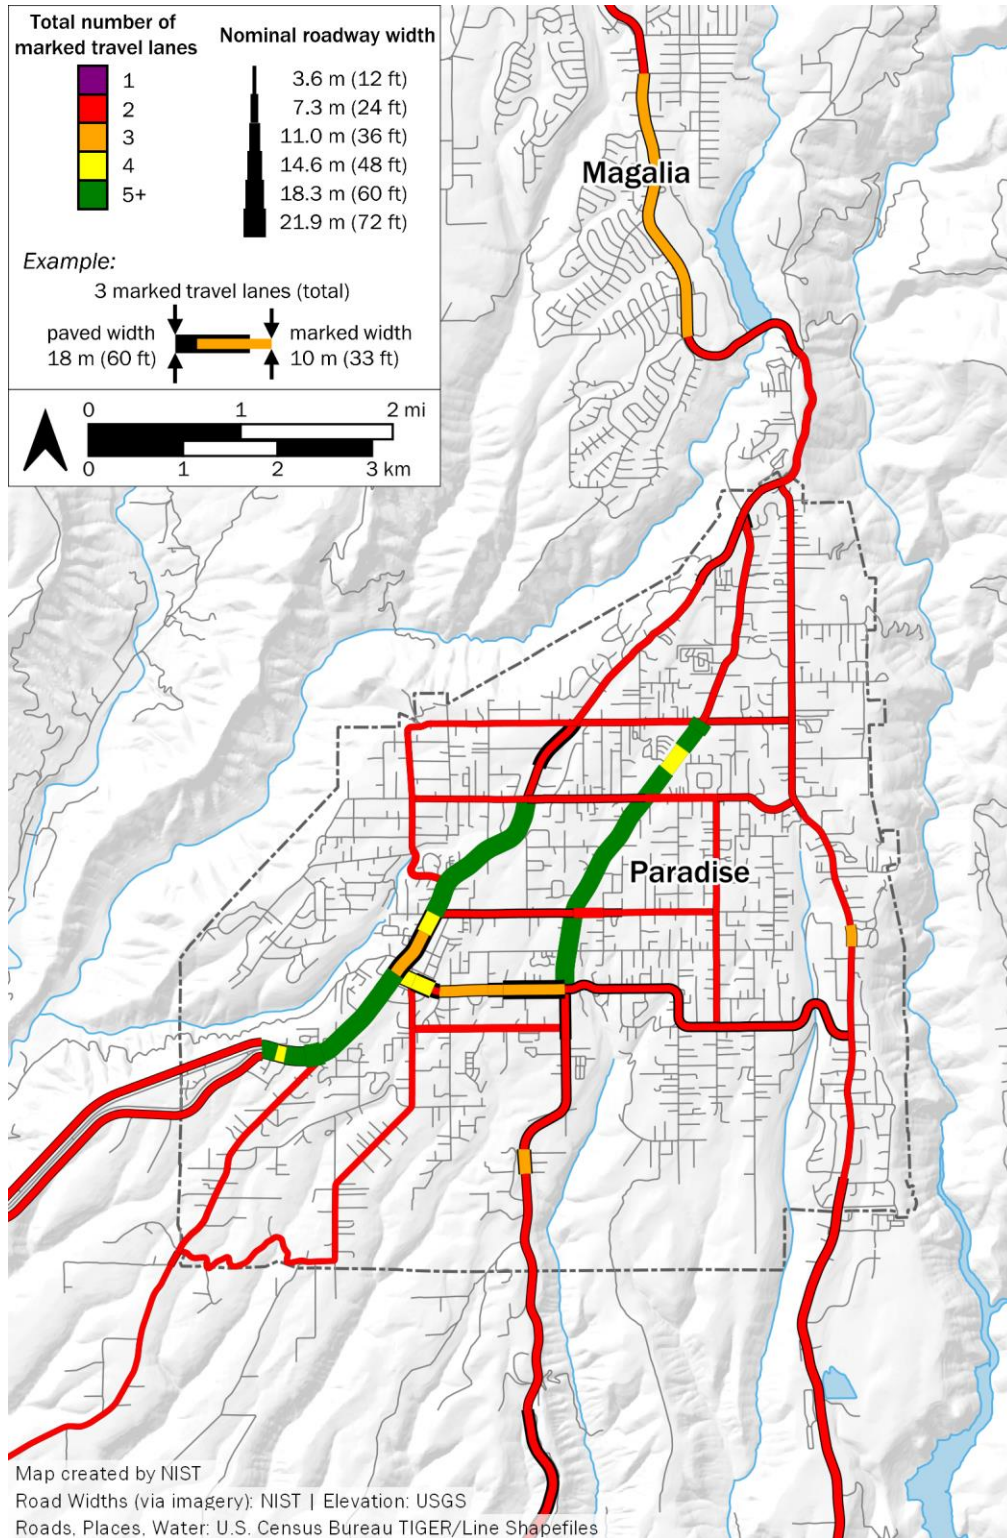 Total number of
marked travel lanes
1
2
3
4
5+
Nominal roadway width
3.6 m (12 ft)
7.3 m (24 ft)
11.0 m (36 ft)
14.6 m (48 ft)
18.3 m (60 ft)
21.9 m (72 ft)
Example:
3 marked travel lanes (total)
paved width
18 m (60 ft)
marked width
10 m (33 ft)
0 1 2 mi
0 1 2 3 km
Magalia
Paradise
Map created by NIST
Road Widths (via imagery): NIST | Elevation: USGS
Roads, Places, Water: U.S. Census Bureau TIGER/Line Shapefiles